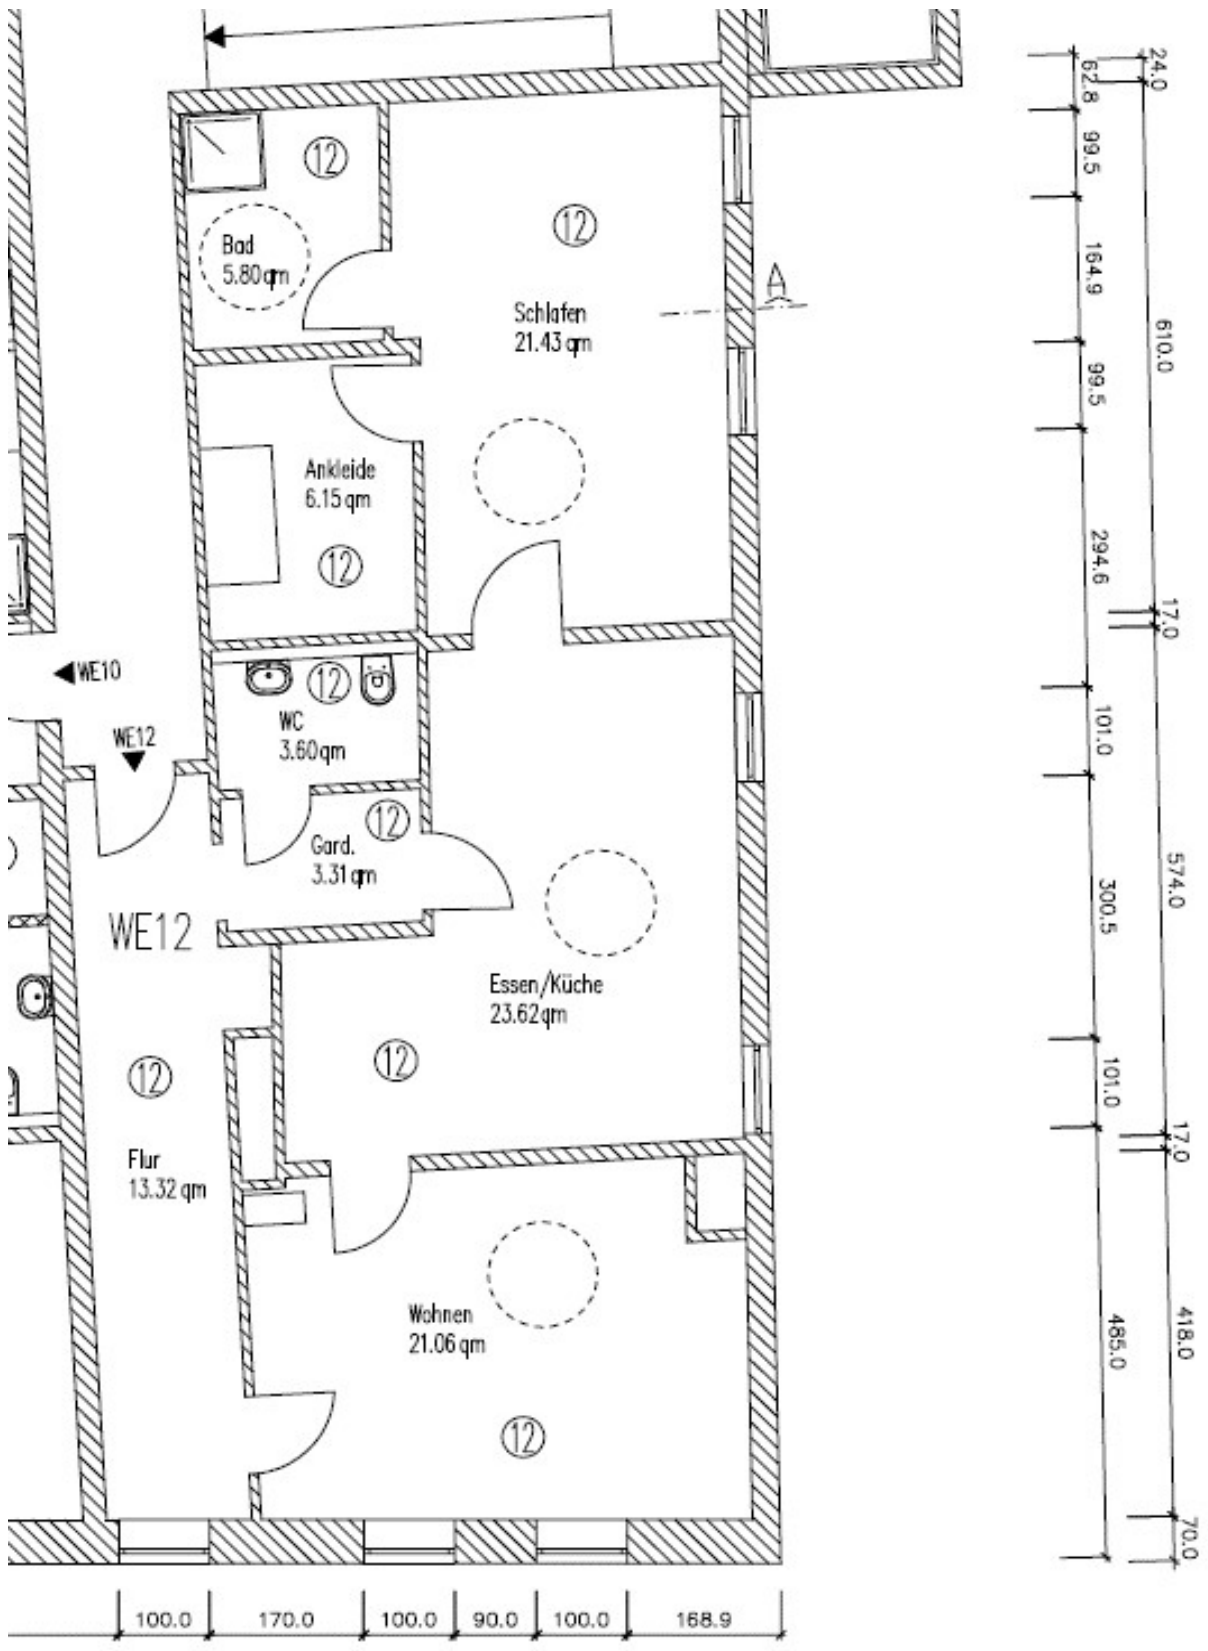 12
12
Bad
5.80 qm
A
Schlafen
21.43 qm
Ankleide
6.15 qm
12
WE10
12
WC
3.60 qm
WE12
12
Gard.
3.31 qm
WE12
Essen/Küche
23.62 qm
12
12
Flur
13.32 qm
Wohnen
21.06 qm
12
24.0
62.8
99.5
164.9
610.0
99.5
294.6
17.0
101.0
574.0
300.5
101.0
17.0
418.0
485.0
70.0
100.0
170.0
100.0
90.0
100.0
168.9